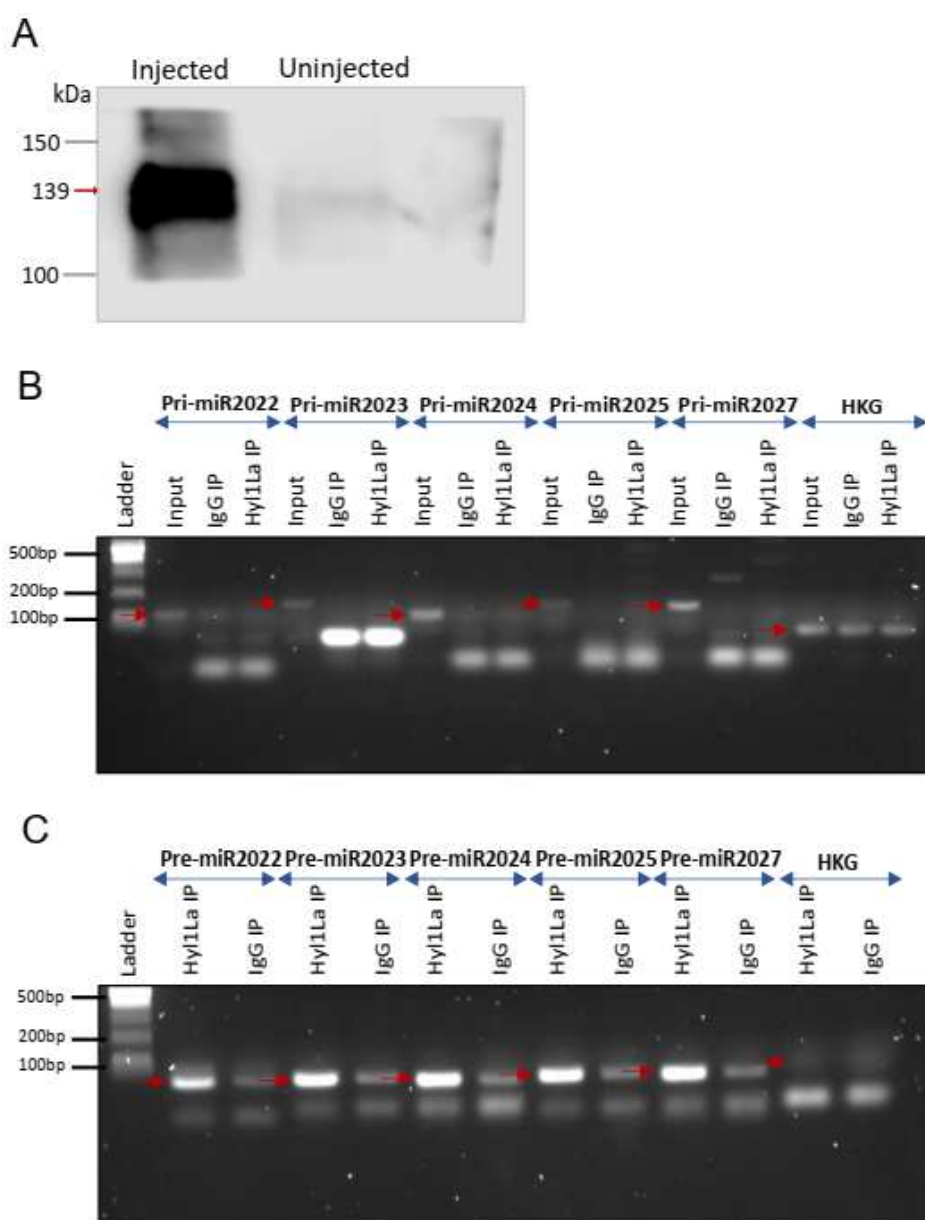 A
Injected Uninjected
kDa
150
139
100
B
Pri-miR2022 Pri-miR2023 Pri-miR2024 Pri-miR2025 Pri-miR2027 HKG
Ladder Input IgG IP Hyl1La IP Input IgG IP Hyl1La IP Input IgG IP Hyl1La IP Input IgG IP Hyl1La IP Input IgG IP Hyl1La IP Input IgG IP Hyl1La IP
500bp
200bp
100bp
C
Pre-miR2022 Pre-miR2023 Pre-miR2024 Pre-miR2025 Pre-miR2027 HKG
Ladder Hyl1La IP IgG IP Hyl1La IP IgG IP Hyl1La IP IgG IP Hyl1La IP IgG IP Hyl1La IP IgG IP Hyl1La IP IgG IP
500bp
200bp
100bp